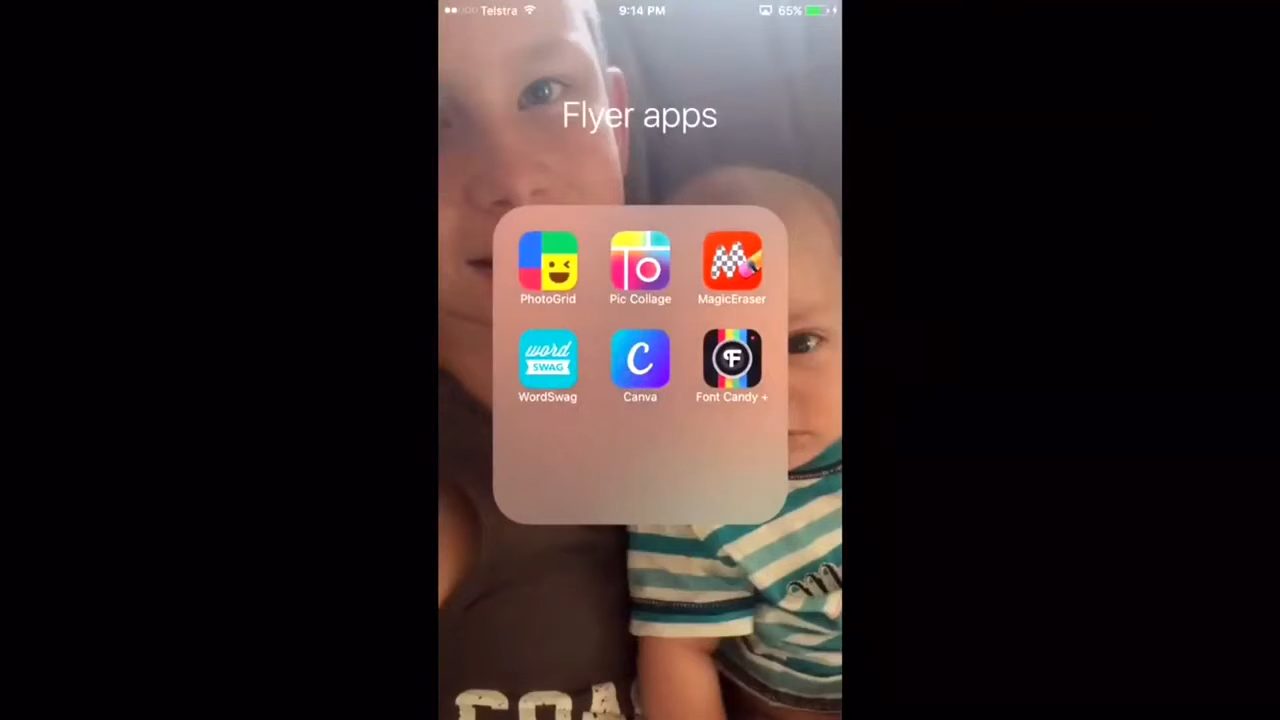 Telstra 9:14 PM 65%
Flyer apps
PhotoGrid Pic Collage MagicEraser
word
SWAG C F
WordSwag Canva Font Candy +